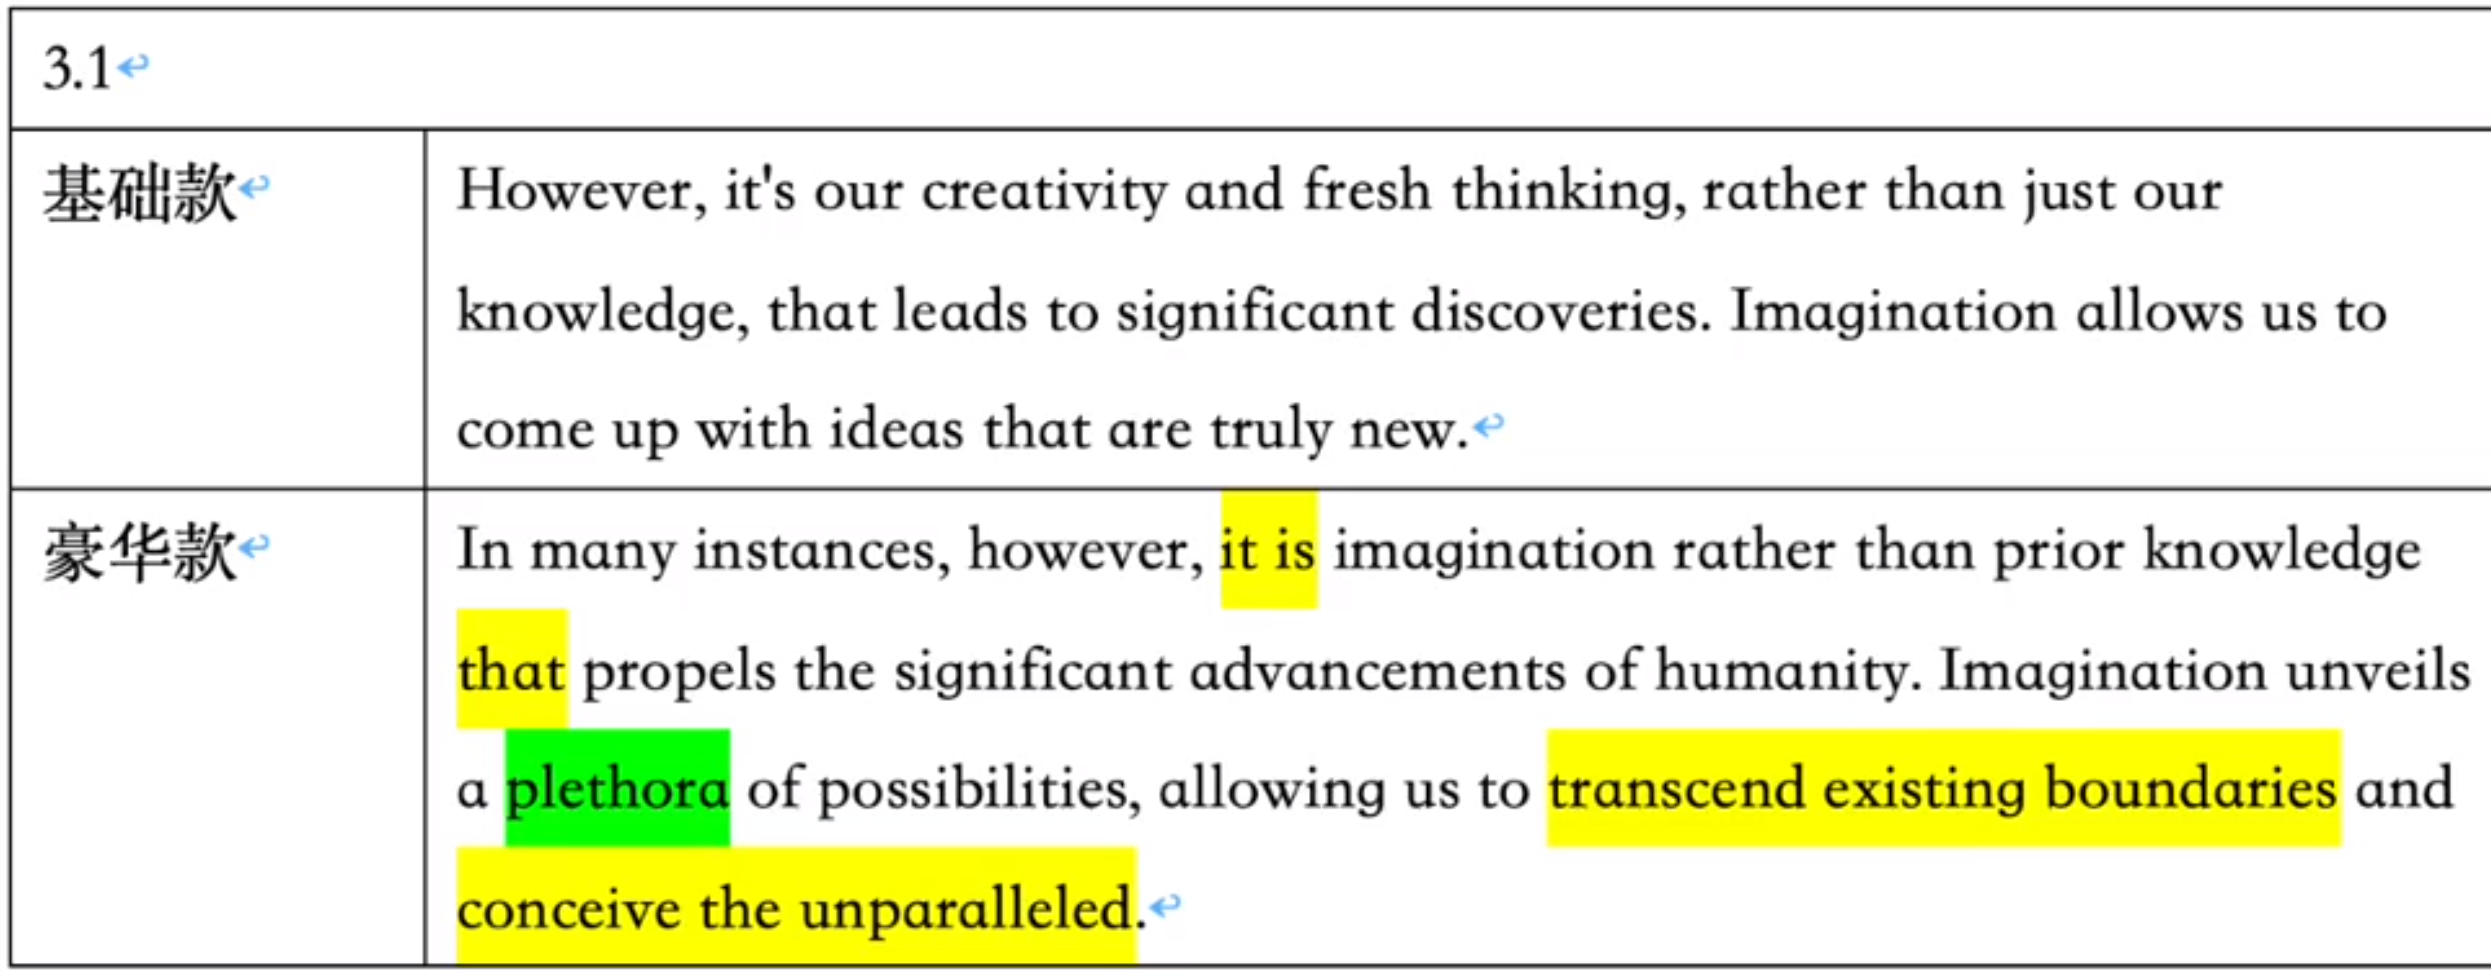 3.1
基础款
However, it's our creativity and fresh thinking, rather than just our
knowledge, that leads to significant discoveries. Imagination allows us to
come up with ideas that are truly new.
豪华款
In many instances, however, it is imagination rather than prior knowledge
that propels the significant advancements of humanity. Imagination unveils
a plethora of possibilities, allowing us to transcend existing boundaries and
conceive the unparalleled.